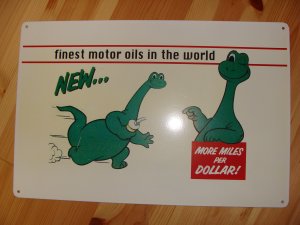 finest motor oils in the world
NEW...
MORE MILES
PER
DOLLAR!